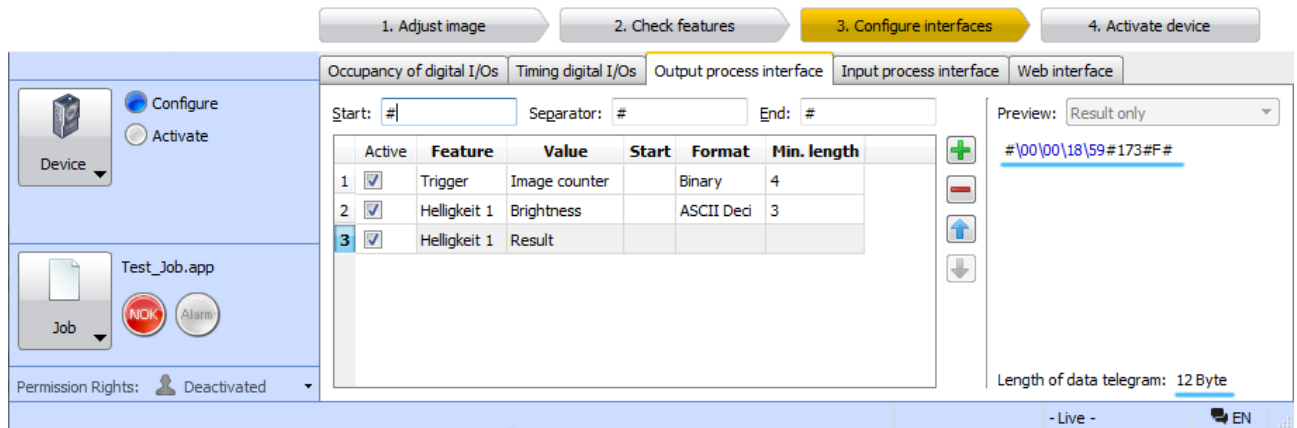 1. Adjust image 2. Check features 3. Configure interfaces 4. Activate device
Occupancy of digital I/Os Timing digital I/Os Output process interface Input process interface Web interface
Configure
Activate
Device
Start: # Separator: # End: # Preview: Result only
Active Feature Value Start Format Min. length
#\00\00\18\59#173#F#
1 Trigger Image counter Binary 4
2 Helligkeit 1 Brightness ASCII Deci 3
3 Helligkeit 1 Result
Test_Job.app
NOK Alarm
Job
Permission Rights: Deactivated
Length of data telegram: 12 Byte
- Live - EN